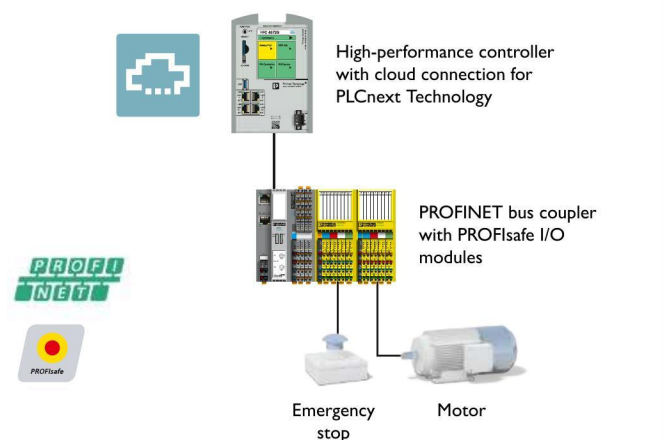 High-performance controller
with cloud connection for
PLCnext Technology
PROFINET bus coupler
with PROFIsafe I/O
modules
PROFI
NET
PROFIsafe
Emergency
stop
Motor